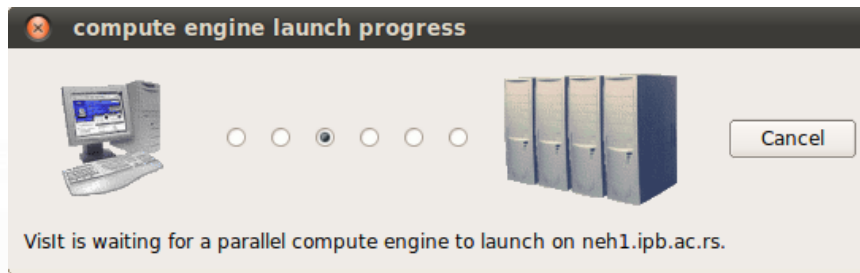 compute engine launch progress
Cancel
VisIt is waiting for a parallel compute engine to launch on neh1.ipb.ac.rs.